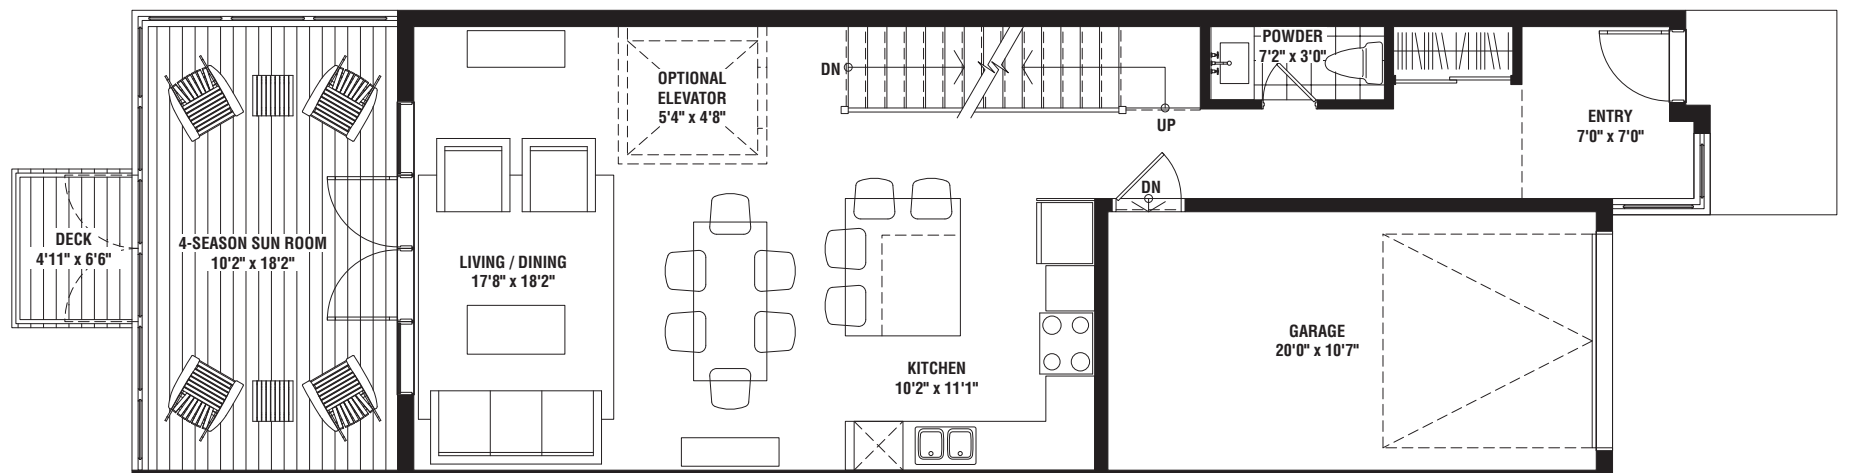 DECK
4'11" x 6'6"
4-SEASON SUN ROOM
10'2" x 18'2"
LIVING / DINING
17'8" x 18'2"
OPTIONAL
ELEVATOR
5'4" x 4'8"
DN
UP
POWDER
7'2" x 3'0"
ENTRY
7'0" x 7'0"
DN
KITCHEN
10'2" x 11'1"
GARAGE
20'0" x 10'7"